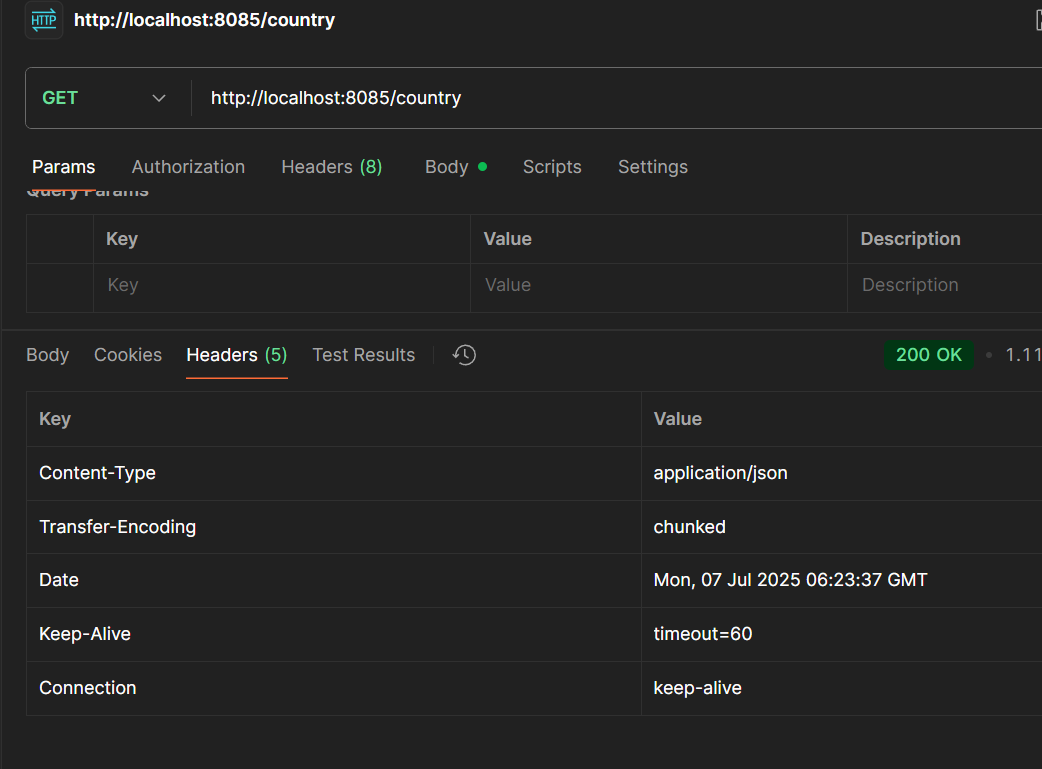 HTTP http://localhost:8085/country
GET http://localhost:8085/country
Params Authorization Headers (8) Body Scripts Settings
Query Params
Key Value Description
Key Value Description
Body Cookies Headers (5) Test Results 200 OK • 1.11
Key Value
Content-Type application/json
Transfer-Encoding chunked
Date Mon, 07 Jul 2025 06:23:37 GMT
Keep-Alive timeout=60
Connection keep-alive